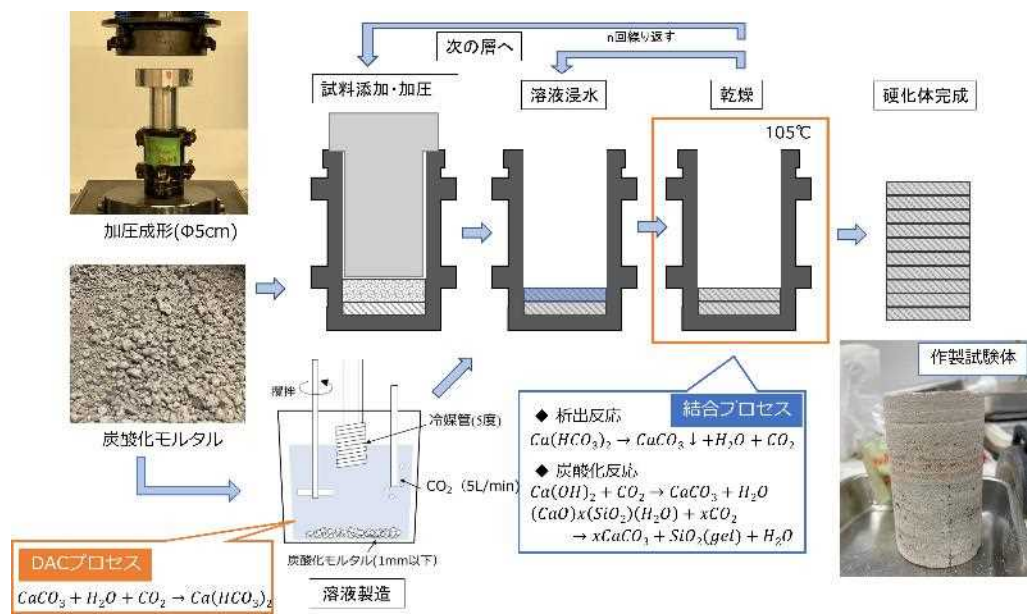 n回繰り返す
次の層へ
試料添加・加圧
溶液浸水
乾燥
硬化体完成
105℃
加圧成形(Φ5cm)
炭酸化モルタル
攪拌
冷媒管(5度)
CO₂（5L/min）
炭酸化モルタル(1mm以下)
溶液製造
DACプロセス
CaCO₃ + H₂O + CO₂ → Ca(HCO₃)₂
結合プロセス
◆ 析出反応
Ca(HCO₃)₂ → CaCO₃ ↓ +H₂O + CO₂
◆ 炭酸化反応
Ca(OH)₂ + CO₂ → CaCO₃ + H₂O
(CaO)x(SiO₂)(H₂O) + xCO₂
→ xCaCO₃ + SiO₂(gel) + H₂O
作製試験体